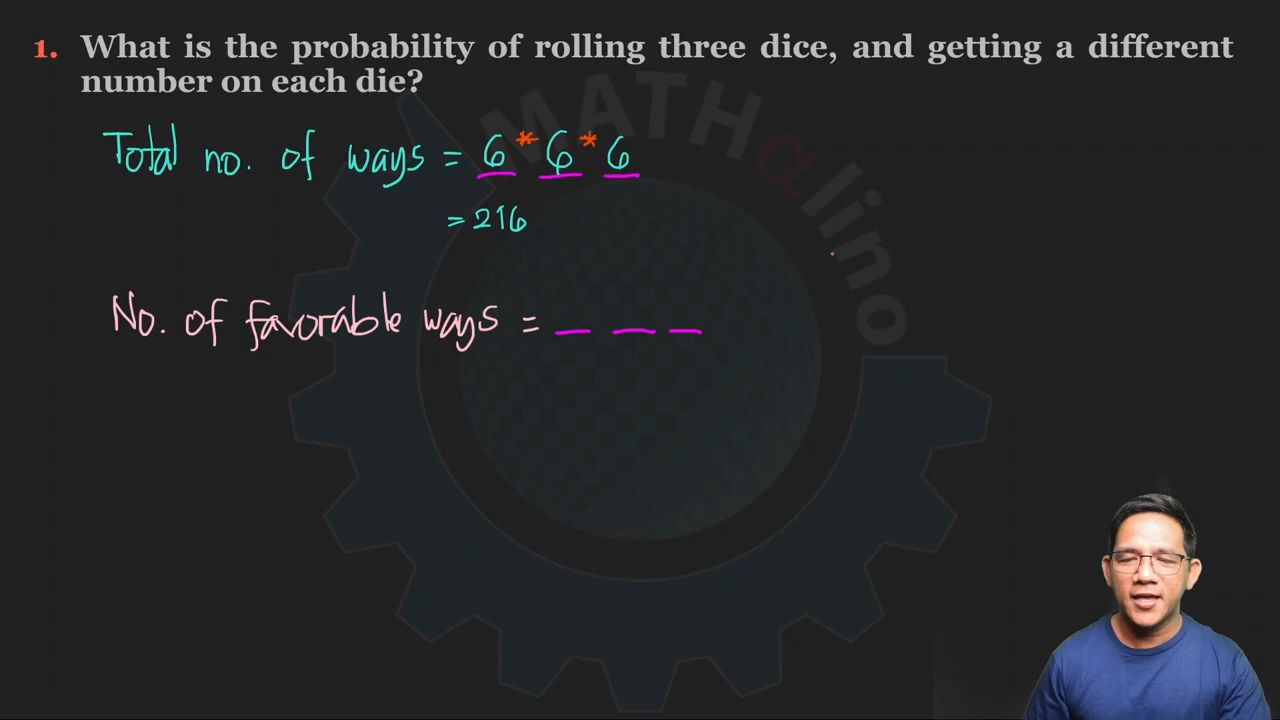 1. What is the probability of rolling three dice, and getting a different
number on each die?
Total no. of ways = 6 * 6 * 6
= 216
No. of favorable ways = _ _ _
MATHalino